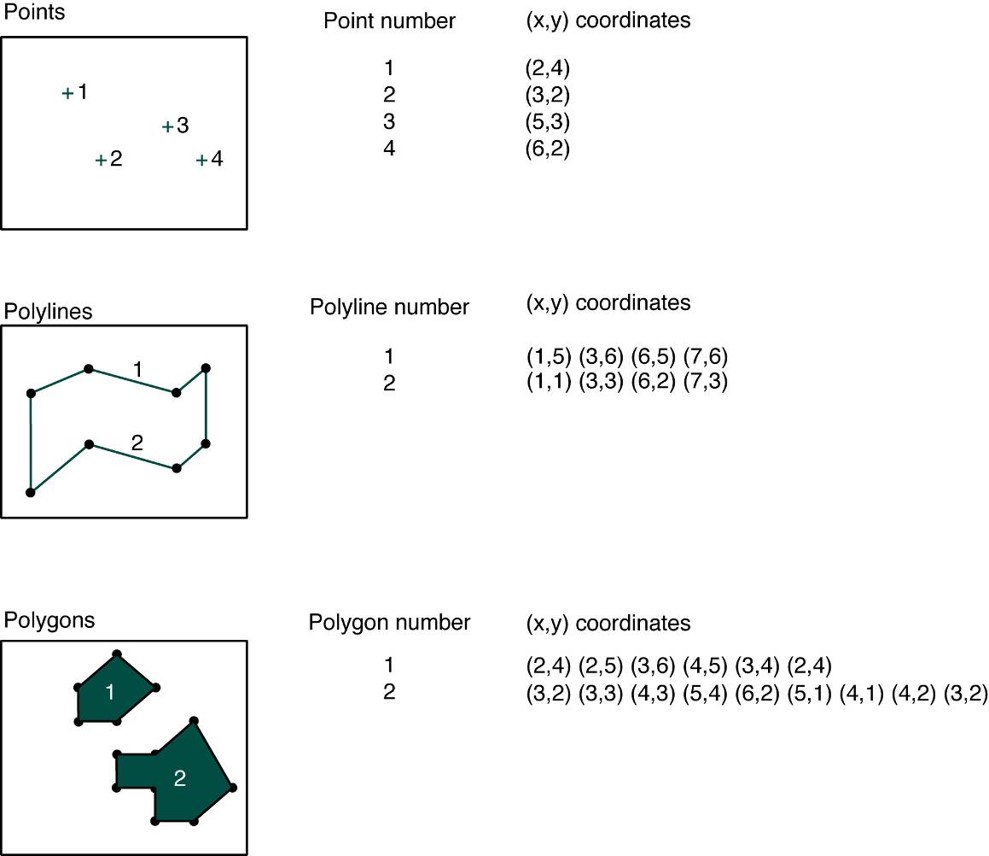 Points
Point number (x,y) coordinates
1 (2,4)
2 (3,2)
3 (5,3)
4 (6,2)
+1
+3
+2 +4
Polylines
Polyline number (x,y) coordinates
1 (1,5) (3,6) (6,5) (7,6)
2 (1,1) (3,3) (6,2) (7,3)
1
2
Polygons
Polygon number (x,y) coordinates
1 (2,4) (2,5) (3,6) (4,5) (3,4) (2,4)
2 (3,2) (3,3) (4,3) (5,4) (6,2) (5,1) (4,1) (4,2) (3,2)
1
2